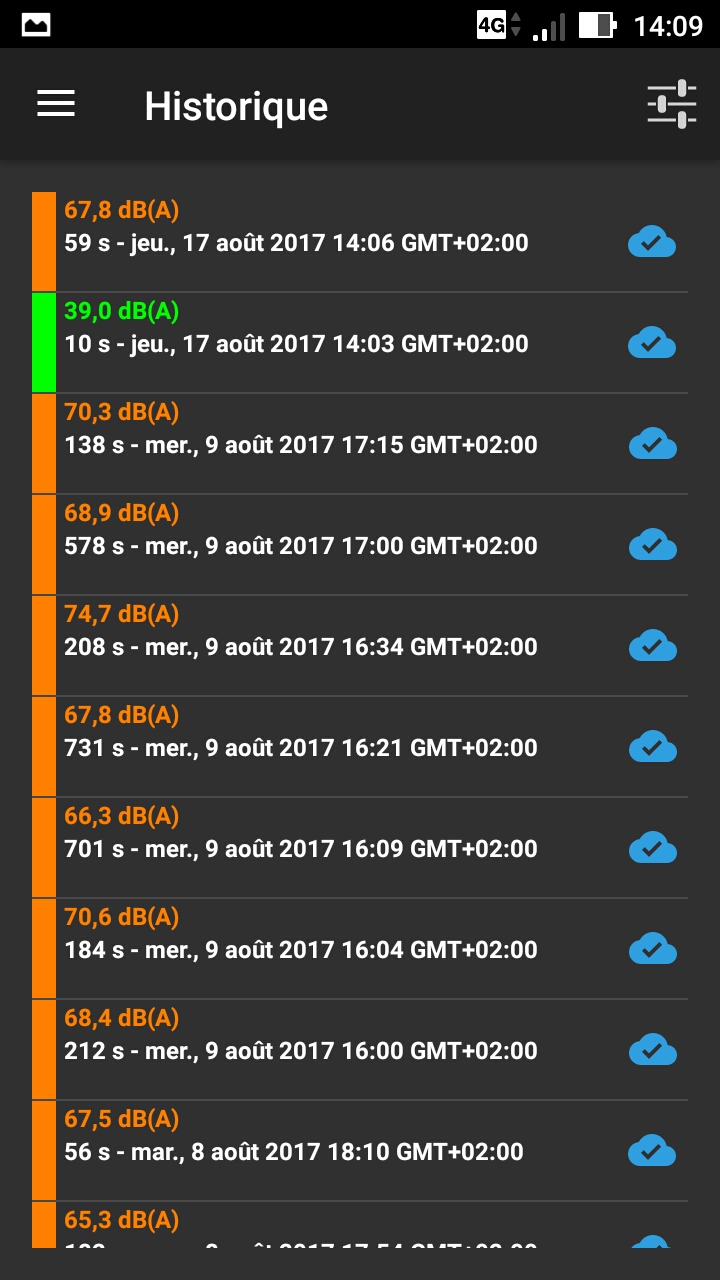 4G 14:09
Historique
67,8 dB(A)
59 s - jeu., 17 août 2017 14:06 GMT+02:00
39,0 dB(A)
10 s - jeu., 17 août 2017 14:03 GMT+02:00
70,3 dB(A)
138 s - mer., 9 août 2017 17:15 GMT+02:00
68,9 dB(A)
578 s - mer., 9 août 2017 17:00 GMT+02:00
74,7 dB(A)
208 s - mer., 9 août 2017 16:34 GMT+02:00
67,8 dB(A)
731 s - mer., 9 août 2017 16:21 GMT+02:00
66,3 dB(A)
701 s - mer., 9 août 2017 16:09 GMT+02:00
70,6 dB(A)
184 s - mer., 9 août 2017 16:04 GMT+02:00
68,4 dB(A)
212 s - mer., 9 août 2017 16:00 GMT+02:00
67,5 dB(A)
56 s - mar., 8 août 2017 18:10 GMT+02:00
65,3 dB(A)